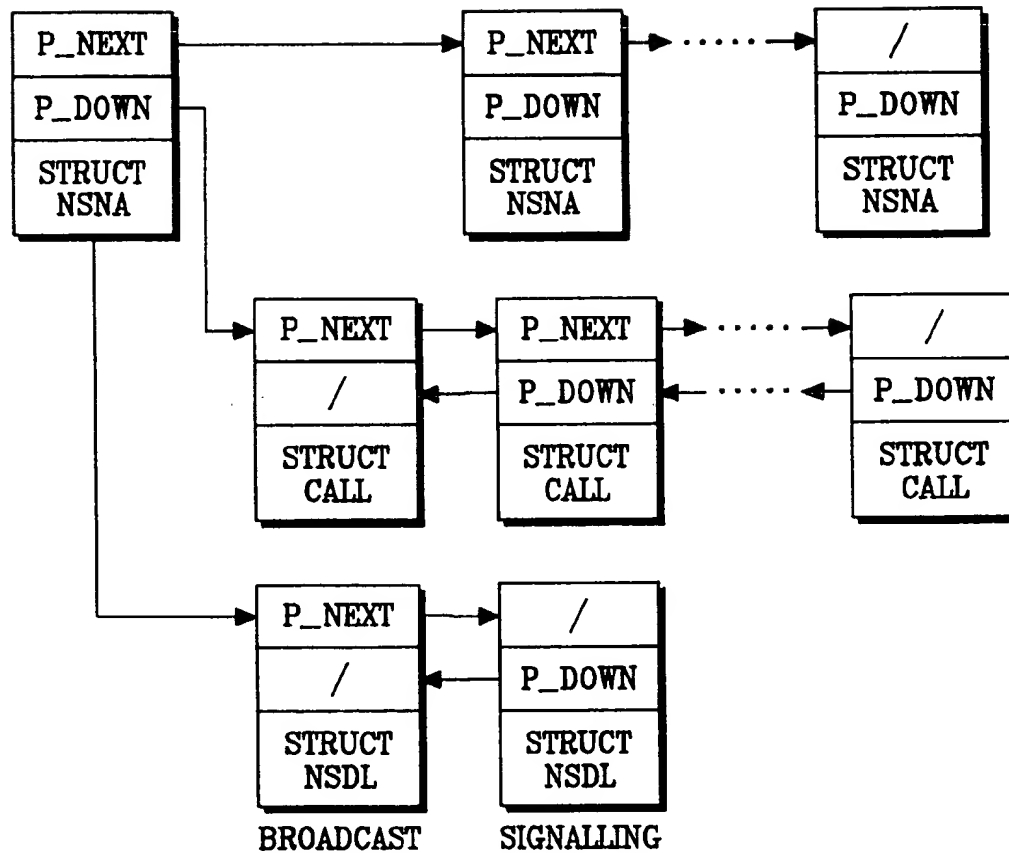 P_NEXT
P_DOWN
STRUCT
NSNA
P_NEXT
P_DOWN
STRUCT
NSNA
/
P_DOWN
STRUCT
NSNA
P_NEXT
/
STRUCT
CALL
P_NEXT
P_DOWN
STRUCT
CALL
/
P_DOWN
STRUCT
CALL
P_NEXT
/
STRUCT
NSDL
BROADCAST
/
P_DOWN
STRUCT
NSDL
SIGNALLING